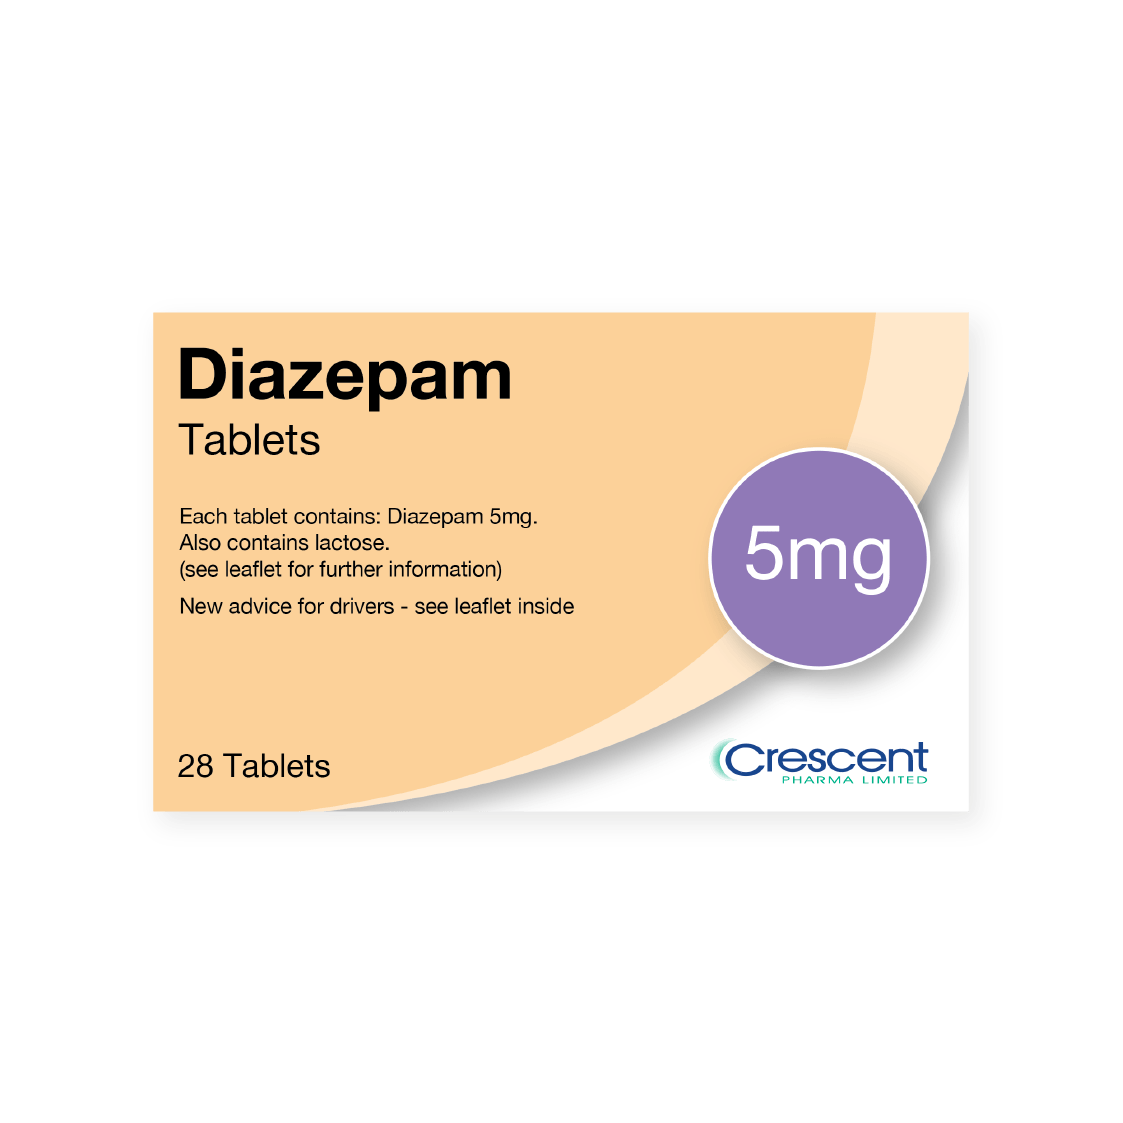 Diazepam
Tablets
Each tablet contains: Diazepam 5mg.
Also contains lactose.
(see leaflet for further information)
New advice for drivers - see leaflet inside
5mg
28 Tablets
Crescent
PHARMA LIMITED